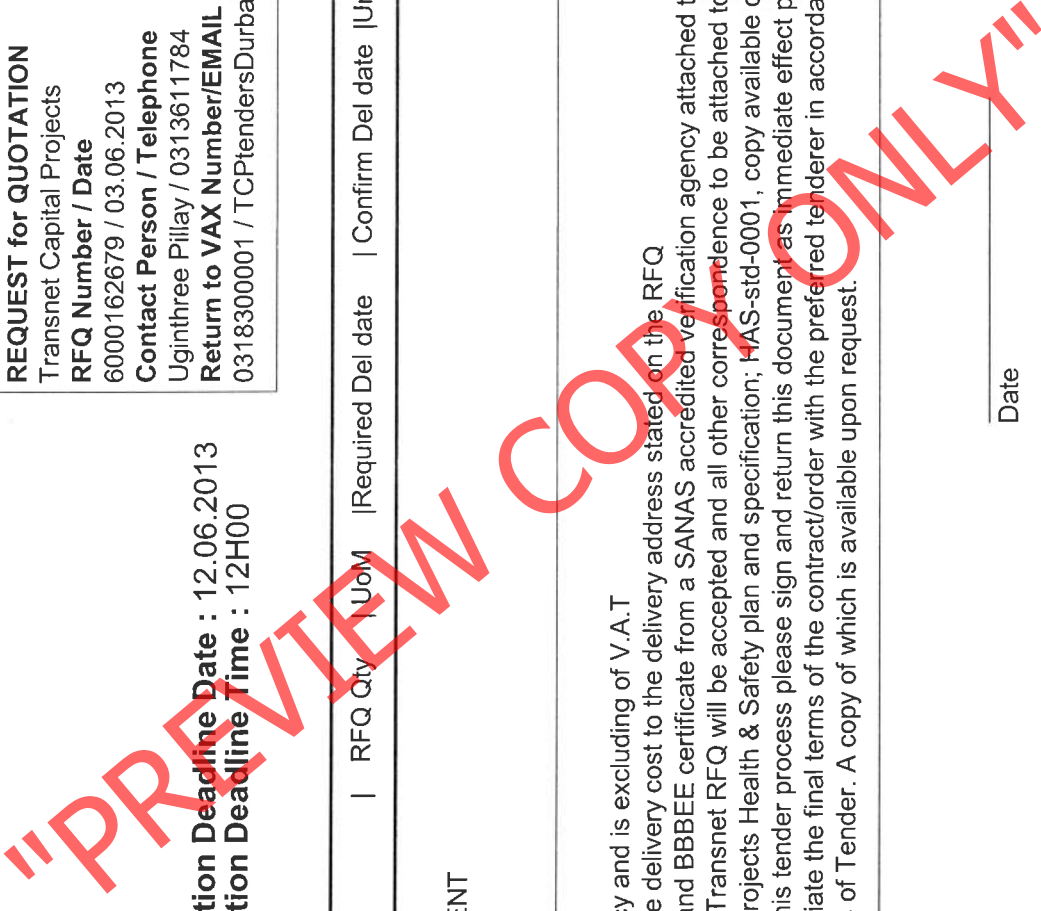 REQUEST for QUOTATION
Transnet Capital Projects
RFQ Number / Date
6000162679 / 03.06.2013
Contact Person / Telephone
Uginthree Pillay / 0313611784
Return to VAX Number/EMAIL
0318300001 / TCPtendersDurba
tion Deadline Date : 12.06.2013
tion Deadline Time : 12H00
| RFQ Qty | UoM |Required Del date | Confirm Del date |Un
ENT
cy and is excluding of V.A.T
e delivery cost to the delivery address stated on the RFQ
and BBBEE certificate from a SANAS accredited verification agency attached t
Transnet RFQ will be accepted and all other correspondence to be attached to
rojects Health & Safety plan and specification; HAS-std-0001, copy available o
his tender process please sign and return this document as immediate effect p
iate the final terms of the contract/order with the preferred tenderer in accorda
of Tender. A copy of which is available upon request.
Date
"PREVIEW COPY ONLY"